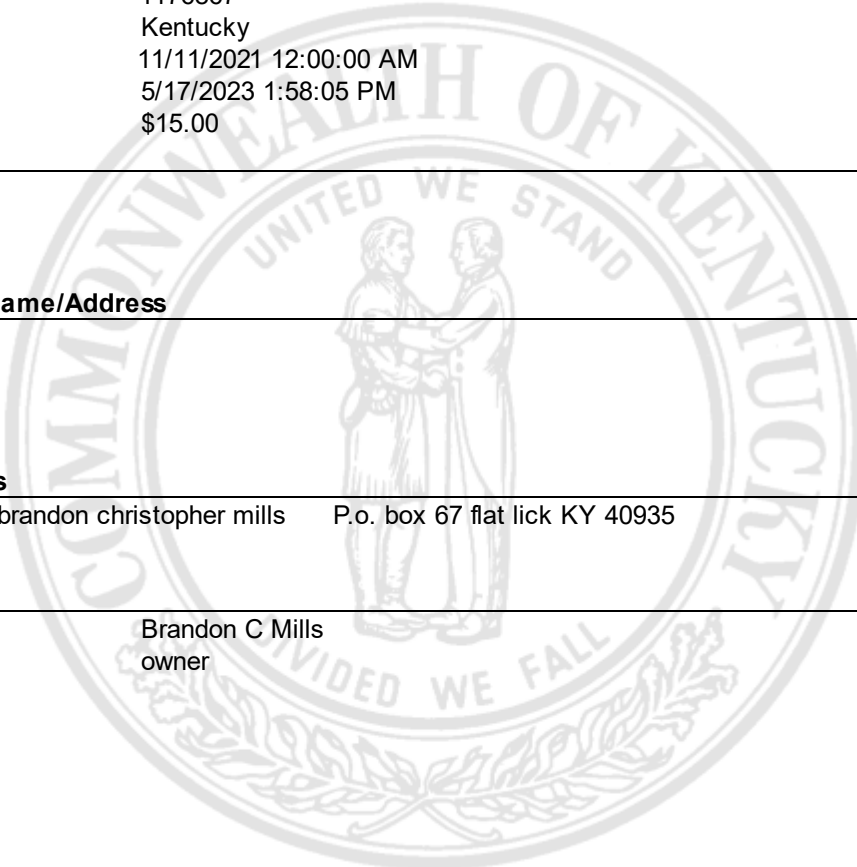 Kentucky
11/11/2021 12:00:00 AM
5/17/2023 1:58:05 PM
$15.00
COMMONWEALTH OF KENTUCKY
UNITED WE STAND
ame/Address
s
brandon christopher mills P.o. box 67 flat lick KY 40935
Brandon C Mills
owner
DIVIDED WE FALL